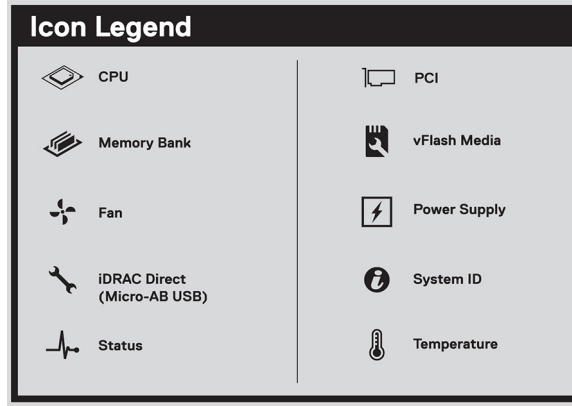 Icon Legend
CPU
Memory Bank
Fan
iDRAC Direct
(Micro-AB USB)
Status
PCI
vFlash Media
Power Supply
System ID
Temperature